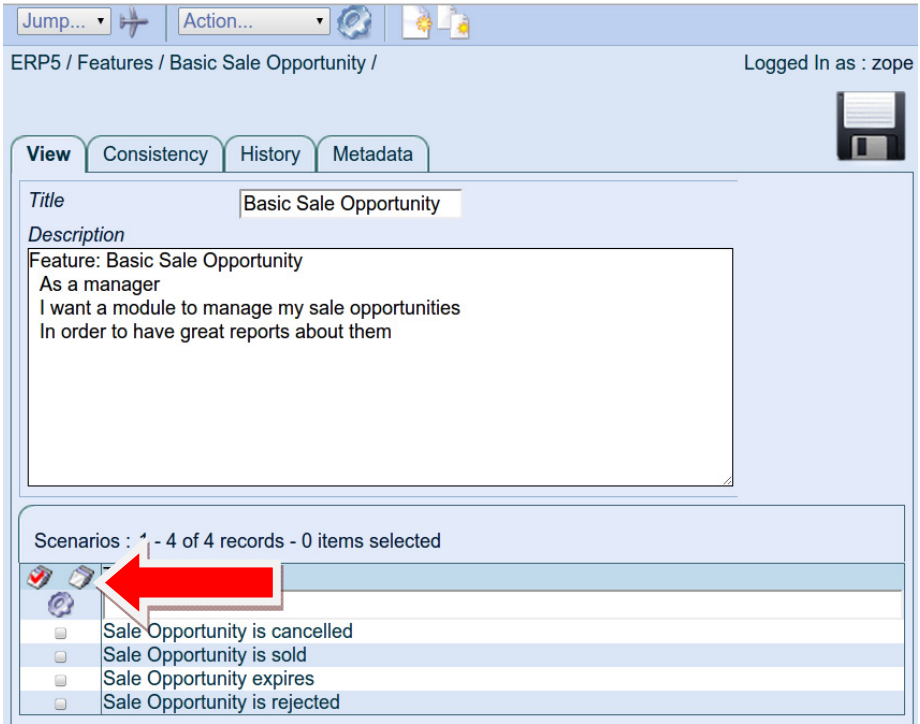 Jump...
Action...
ERP5 / Features / Basic Sale Opportunity /
Logged In as : zope
View
Consistency
History
Metadata
Title
Basic Sale Opportunity
Description
Feature: Basic Sale Opportunity
As a manager
I want a module to manage my sale opportunities
In order to have great reports about them
Scenarios : 1 - 4 of 4 records - 0 items selected
Sale Opportunity is cancelled
Sale Opportunity is sold
Sale Opportunity expires
Sale Opportunity is rejected